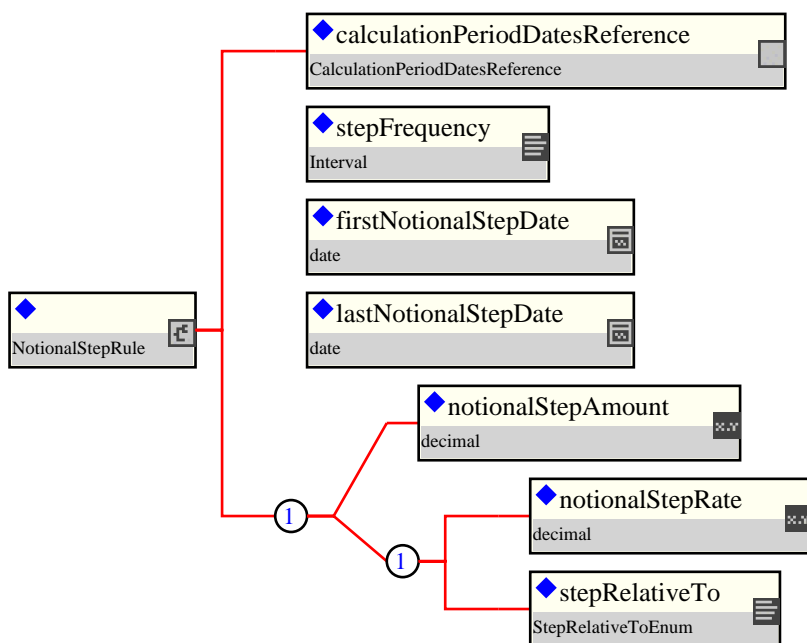 calculationPeriodDatesReference
CalculationPeriodDatesReference
stepFrequency
Interval
firstNotionalStepDate
date
NotionalStepRule
lastNotionalStepDate
date
notionalStepAmount
x.y
decimal
1
1
notionalStepRate
x.y
decimal
stepRelativeTo
StepRelativeToEnum